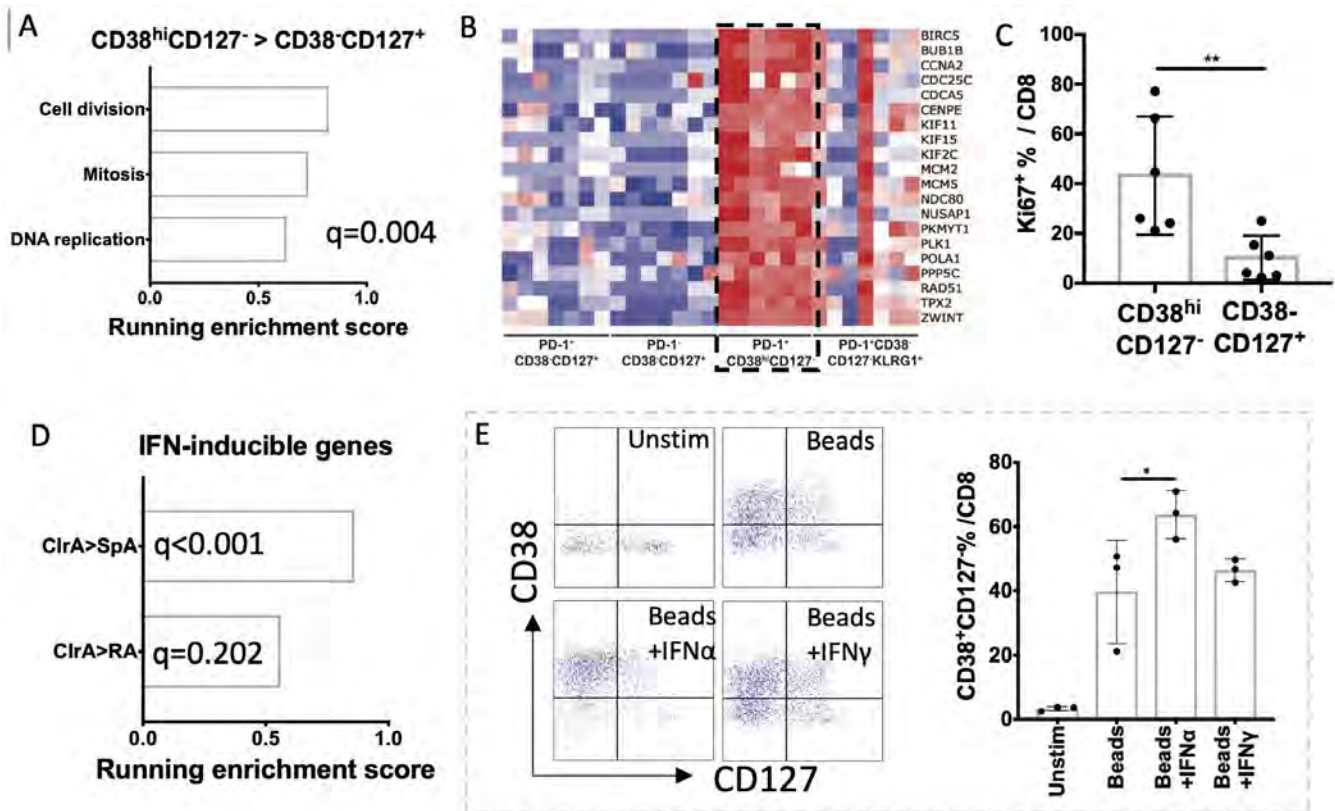 A
CD38ʰⁱCD127⁻ > CD38⁻CD127⁺
Cell division
Mitosis
DNA replication
q=0.004
0.0 0.5 1.0
Running enrichment score
B
BIRC5
BUB1B
CCNA2
CDC25C
CDCA5
CENPE
KIF11
KIF15
KIF2C
MCM2
MCM5
NDC80
NUSAP1
PKMYT1
PLK1
POLA1
PPP5C
RAD51
TPX2
ZWINT
PD-1⁺
CD38⁻CD127⁺
PD-1⁻
CD38⁻CD127⁺
PD-1⁺
CD38ʰⁱCD127⁻
PD-1⁺CD38⁻
CD127⁻KLRG1⁺
C
Ki67⁺ % / CD8
100
80
60
40
20
0
**
CD38ʰⁱ
CD127⁻
CD38-
CD127⁺
D
IFN-inducible genes
ClrA>SpA
q<0.001
ClrA>RA
q=0.202
0.0 0.5 1.0
Running enrichment score
E
Unstim
Beads
Beads
+IFNα
Beads
+IFNγ
CD38
CD127
CD38⁺CD127⁻% /CD8
80
60
40
20
0
*
Unstim
Beads
Beads
+IFNα
Beads
+IFNγ